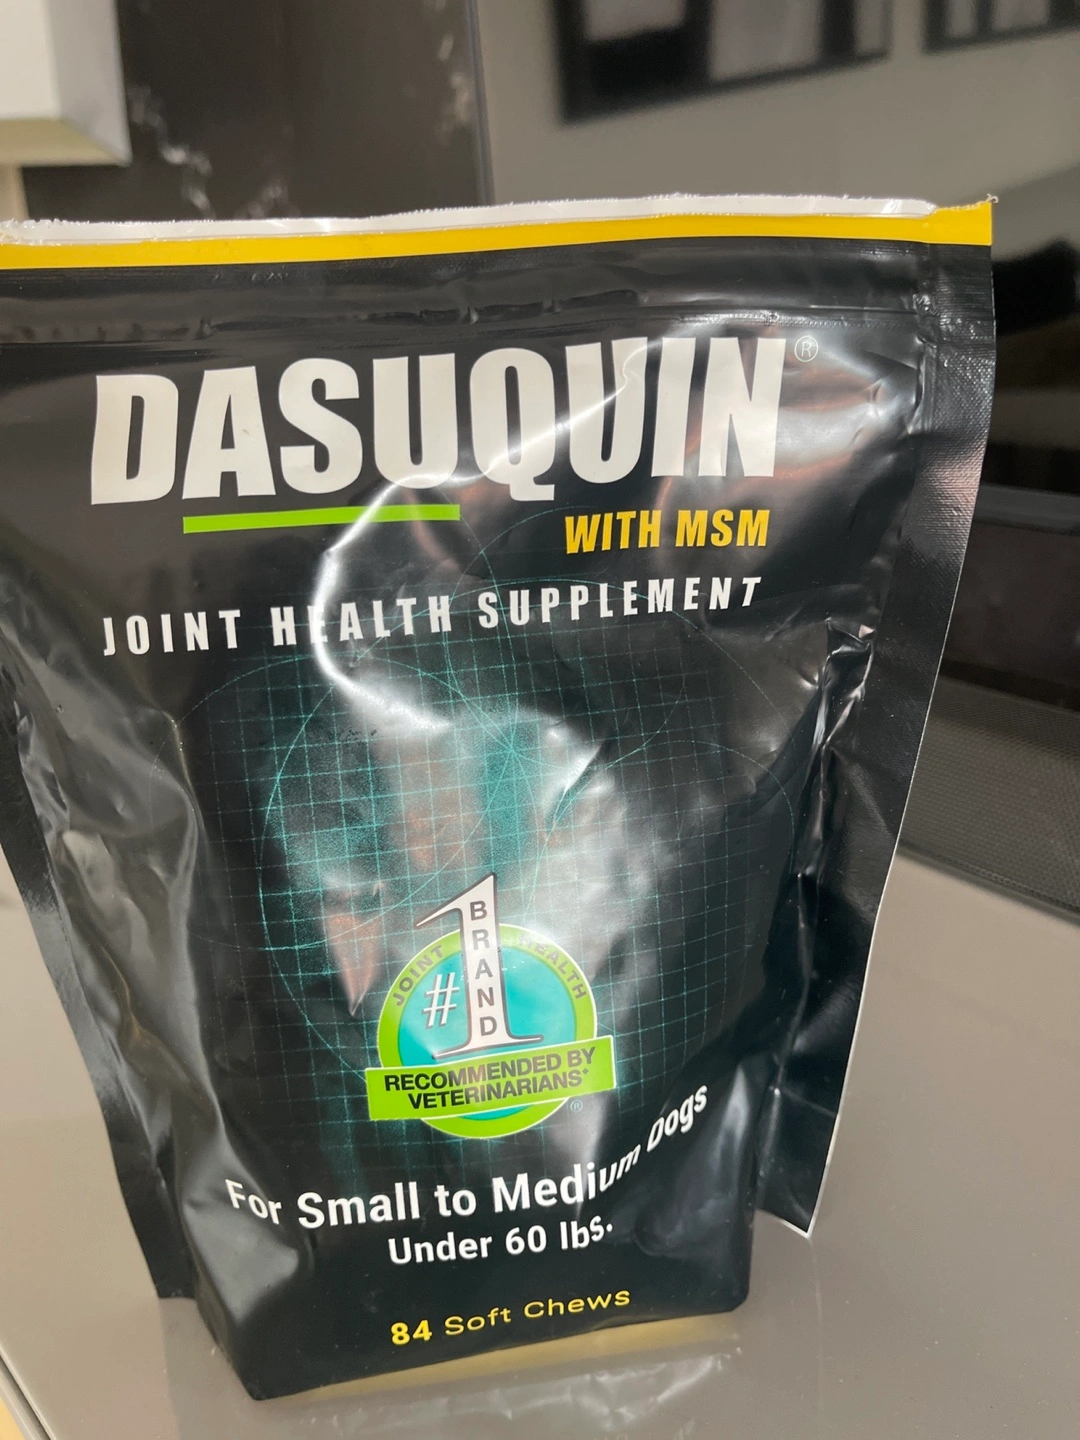 DASUQUIN®
WITH MSM
JOINT HEALTH SUPPLEMENT
JOINT HEALTH
#1
BRAND
RECOMMENDED BY
VETERINARIANS*
®
For Small to Medium Dogs
Under 60 lbs.
84 Soft Chews